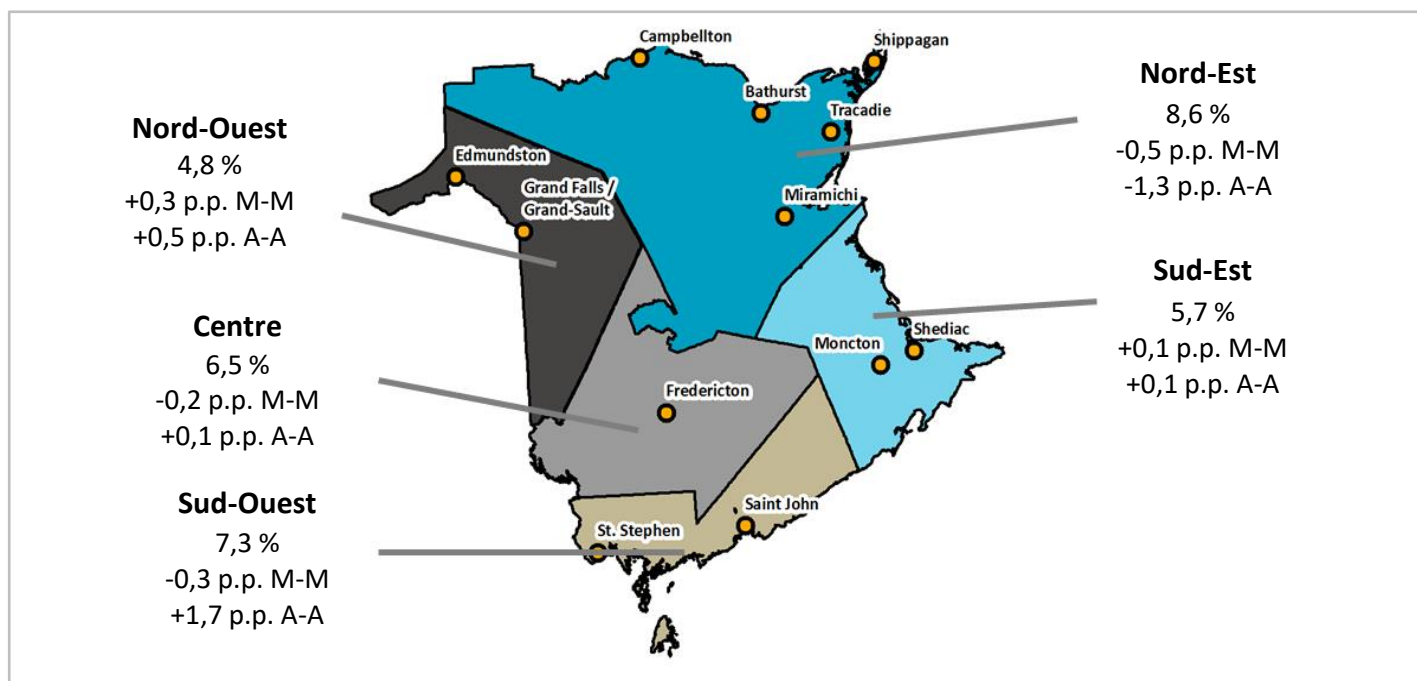 Nord-Ouest
4,8 %
+0,3 p.p. M-M
+0,5 p.p. A-A
Centre
6,5 %
-0,2 p.p. M-M
+0,1 p.p. A-A
Sud-Ouest
7,3 %
-0,3 p.p. M-M
+1,7 p.p. A-A
Campbellton
Shippagan
Bathurst
Tracadie
Edmundston
Grand Falls /
Grand-Sault
Miramichi
Moncton
Shediac
Fredericton
Saint John
St. Stephen
Nord-Est
8,6 %
-0,5 p.p. M-M
-1,3 p.p. A-A
Sud-Est
5,7 %
+0,1 p.p. M-M
+0,1 p.p. A-A